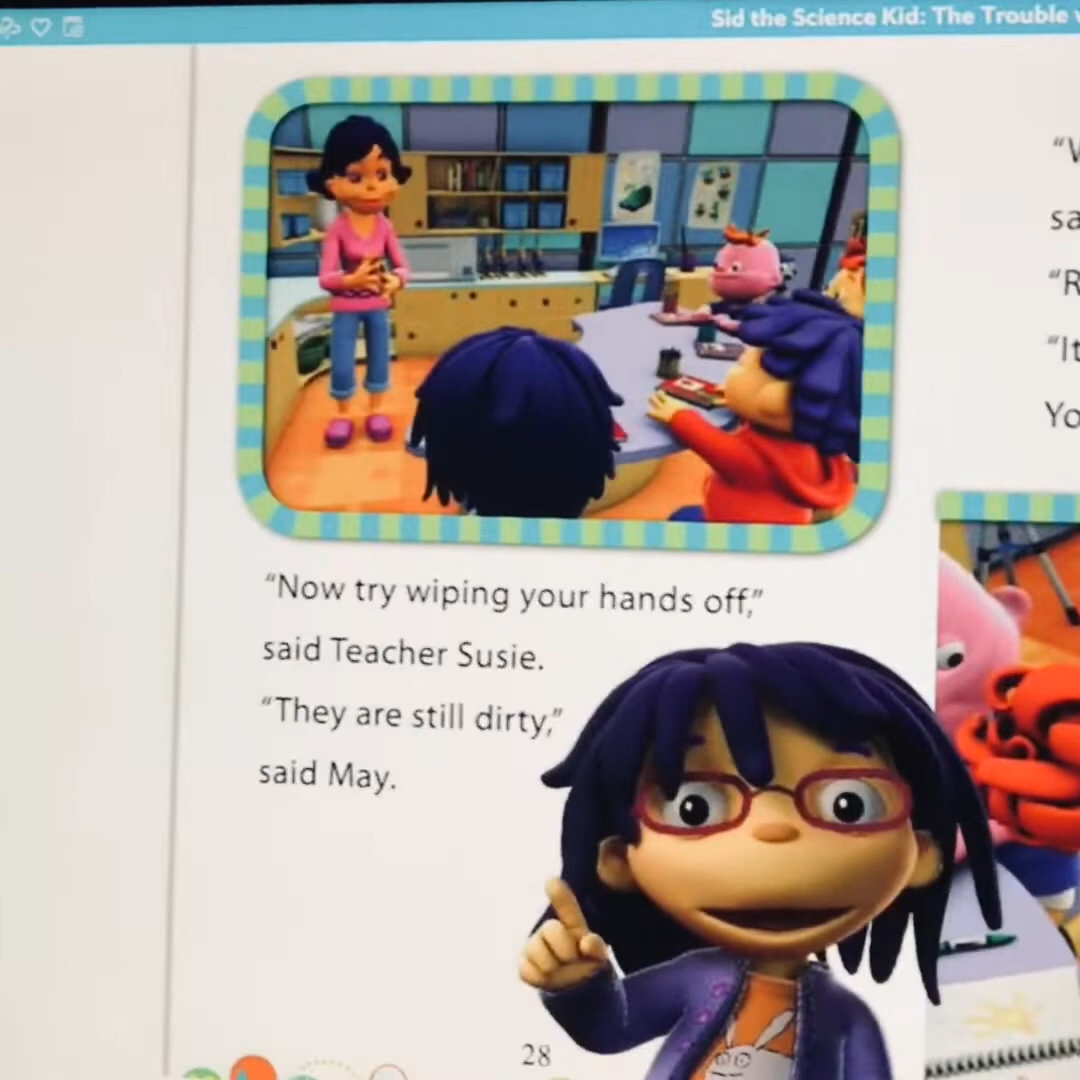 Sid the Science Kid: The Trouble
“Now try wiping your hands off,”
said Teacher Susie.
“They are still dirty,”
said May.
28